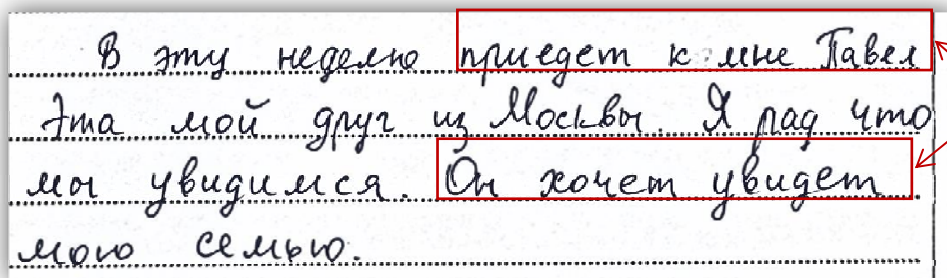 В эту неделю приедет к мне Павел
Эта мой друг из Москвы. Я рад что
мы увидимся. Он хочет увидет
мою семью.